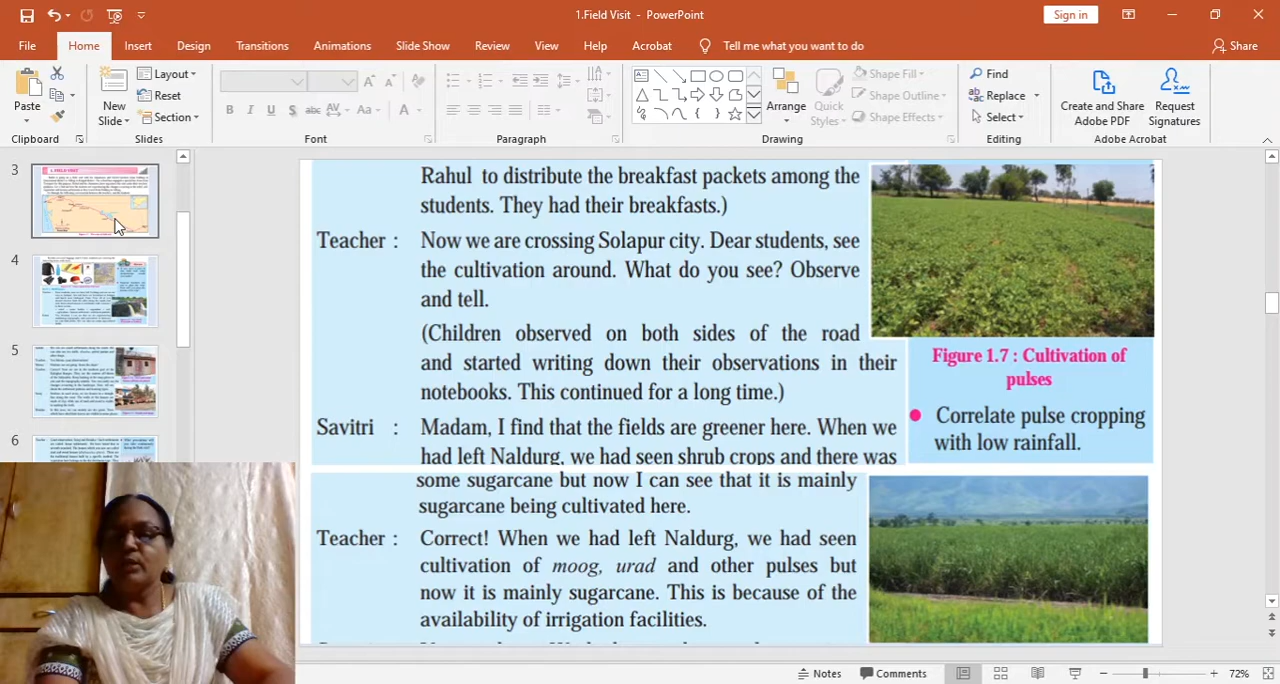 1.Field Visit - PowerPoint
Sign in
File Home Insert Design Transitions Animations Slide Show Review View Help Acrobat Tell me what you want to do Share
Paste
New Slide
Layout
Reset
Section
B I U S abc AV Aa A
Arrange
Quick Styles
Shape Fill
Shape Outline
Shape Effects
Find
Replace
Select
Create and Share Adobe PDF
Request Signatures
Clipboard Slides Font Paragraph Drawing Editing Adobe Acrobat
3
1. FIELD VISIT
4
5
6
Rahul to distribute the breakfast packets among the
students. They had their breakfasts.)
Teacher : Now we are crossing Solapur city. Dear students, see
the cultivation around. What do you see? Observe
and tell.
(Children observed on both sides of the road
and started writing down their observations in their
notebooks. This continued for a long time.)
Savitri : Madam, I find that the fields are greener here. When we
had left Naldurg, we had seen shrub crops and there was
some sugarcane but now I can see that it is mainly
sugarcane being cultivated here.
Teacher : Correct! When we had left Naldurg, we had seen
cultivation of moog, urad and other pulses but
now it is mainly sugarcane. This is because of the
availability of irrigation facilities.
Figure 1.7 : Cultivation of
pulses
● Correlate pulse cropping
with low rainfall.
Notes
Comments
72%